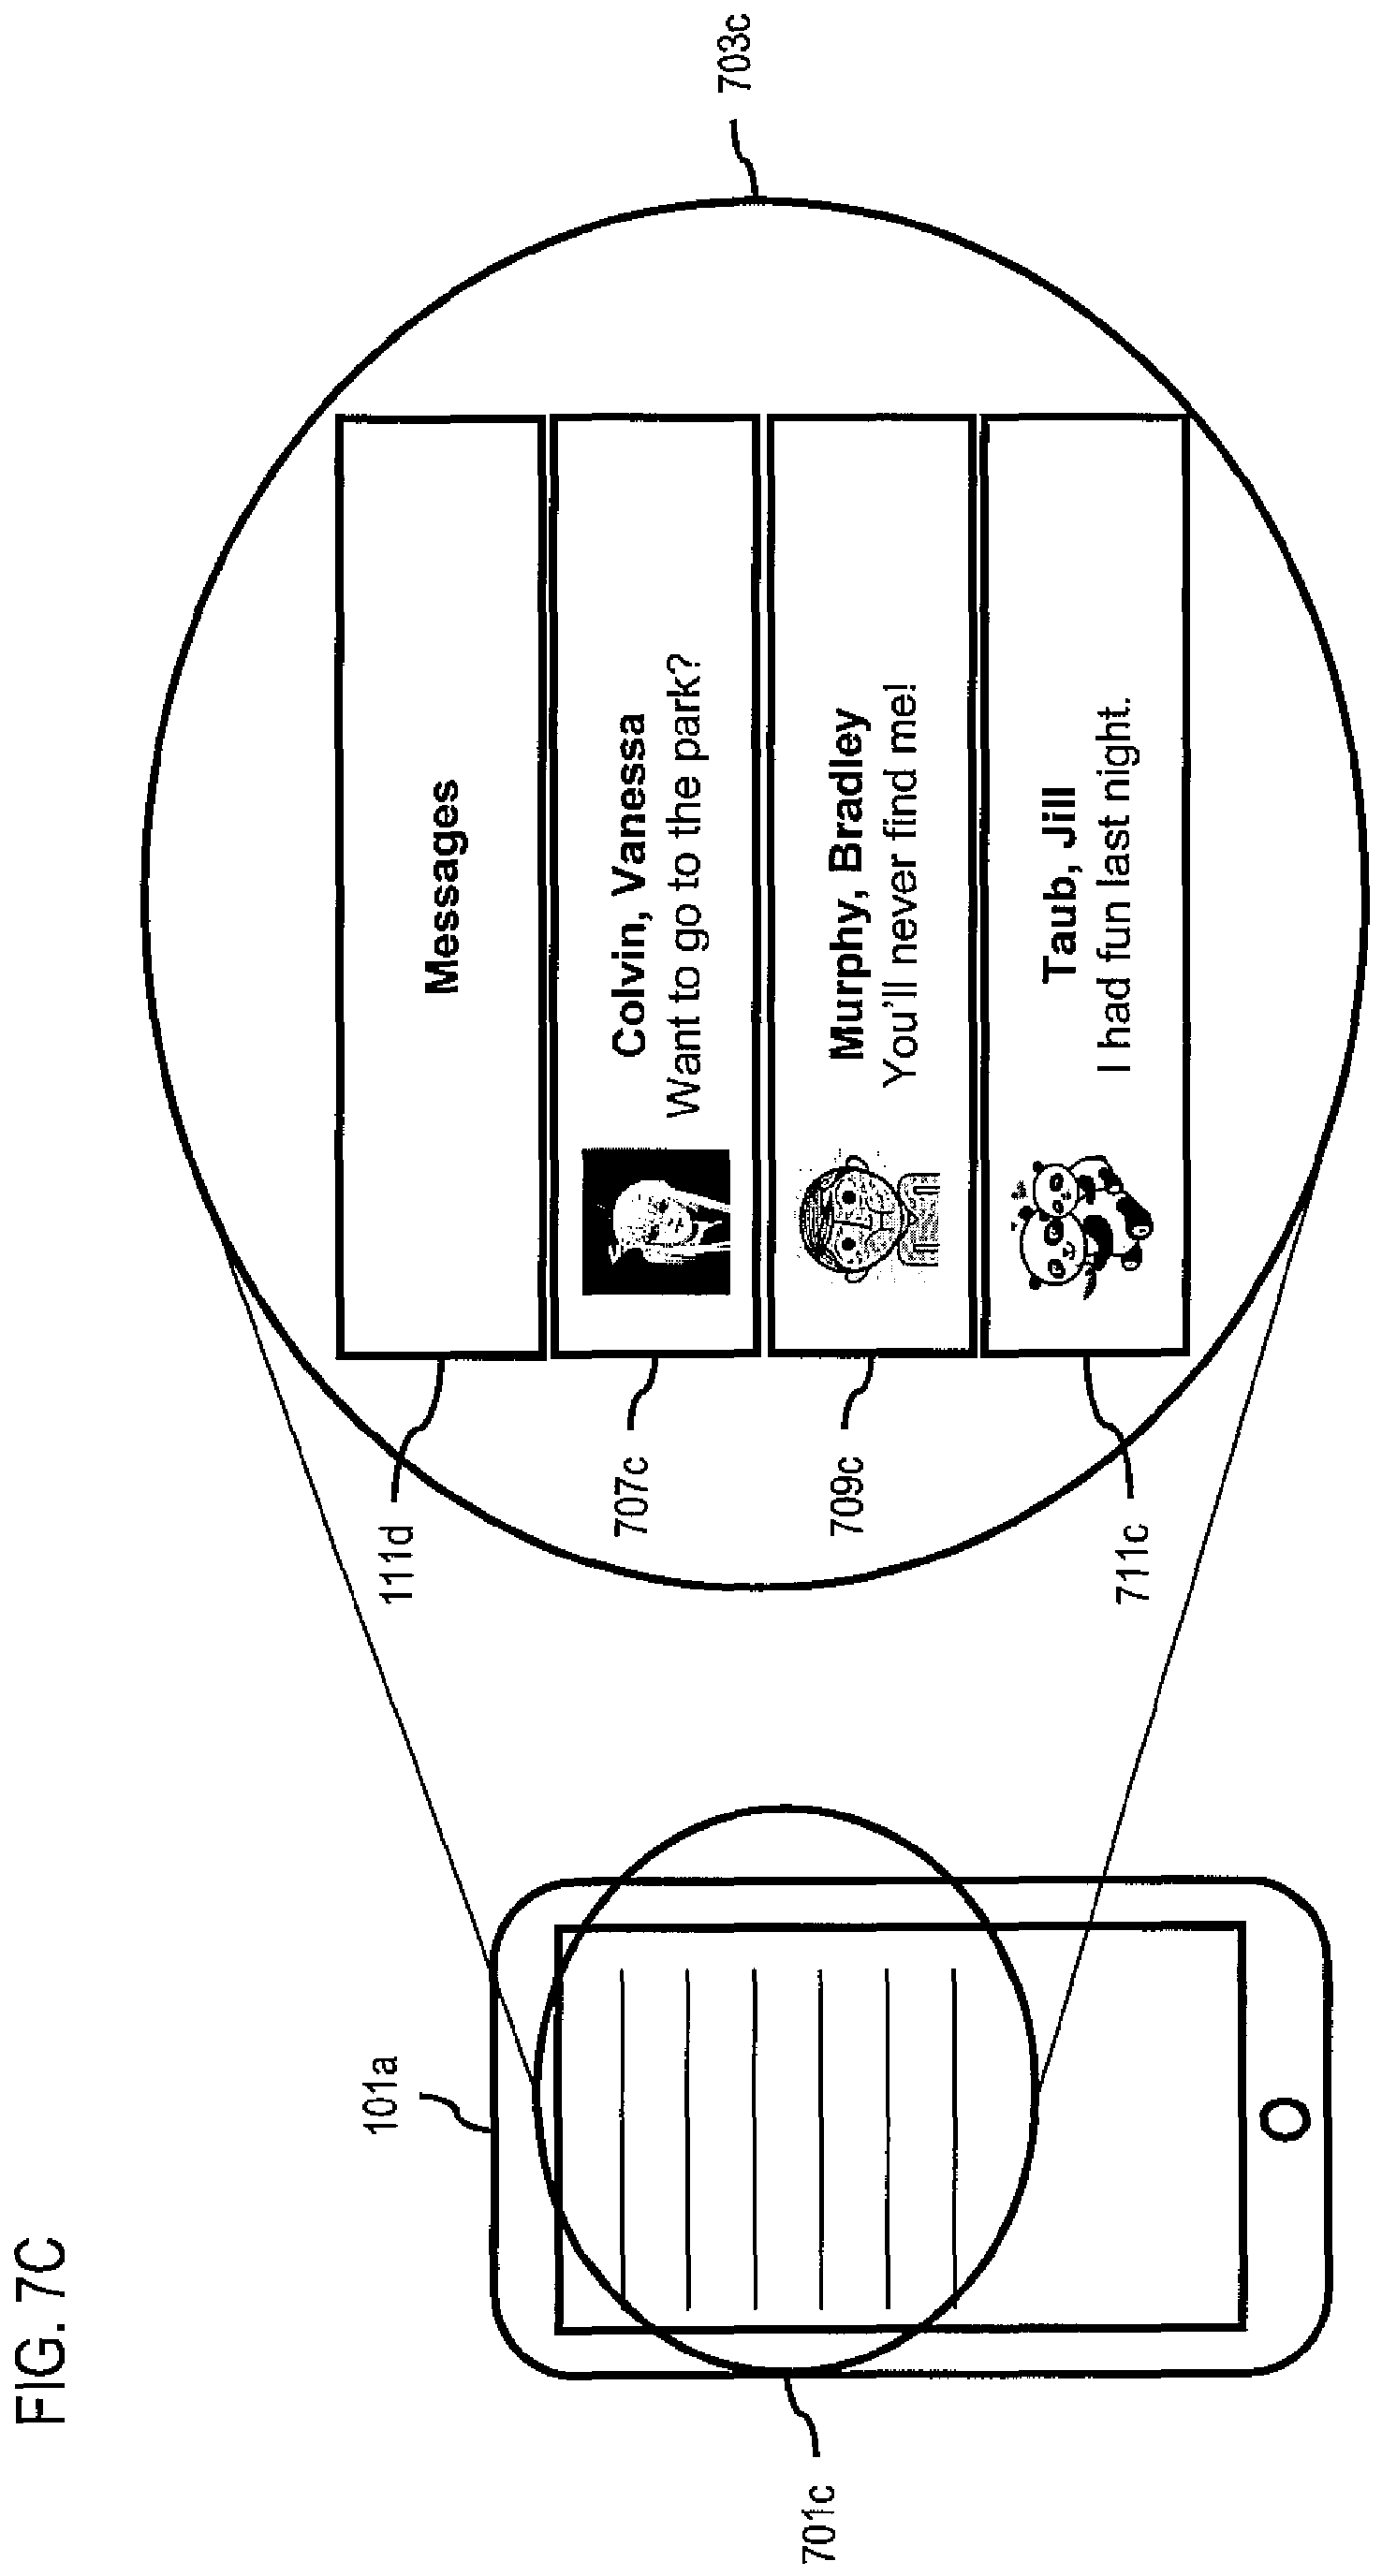 FIG. 7C
101a
701c
703c
111d
Messages
707c
Colvin, Vanessa
Want to go to the park?
709c
Murphy, Bradley
You'll never find me!
711c
Taub, Jill
I had fun last night.